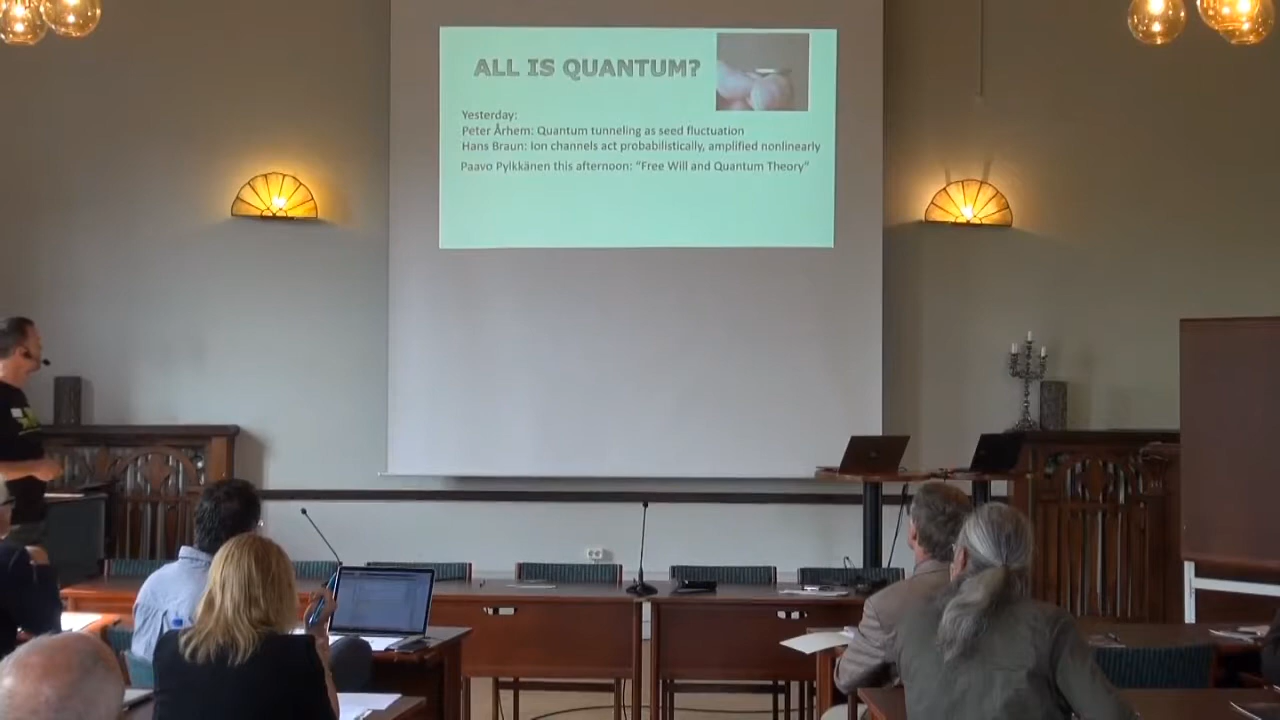 ALL IS QUANTUM?
Yesterday:
Peter Århem: Quantum tunneling as seed fluctuation
Hans Braun: Ion channels act probabilistically, amplified nonlinearly
Paavo Pylkkänen this afternoon: “Free Will and Quantum Theory”